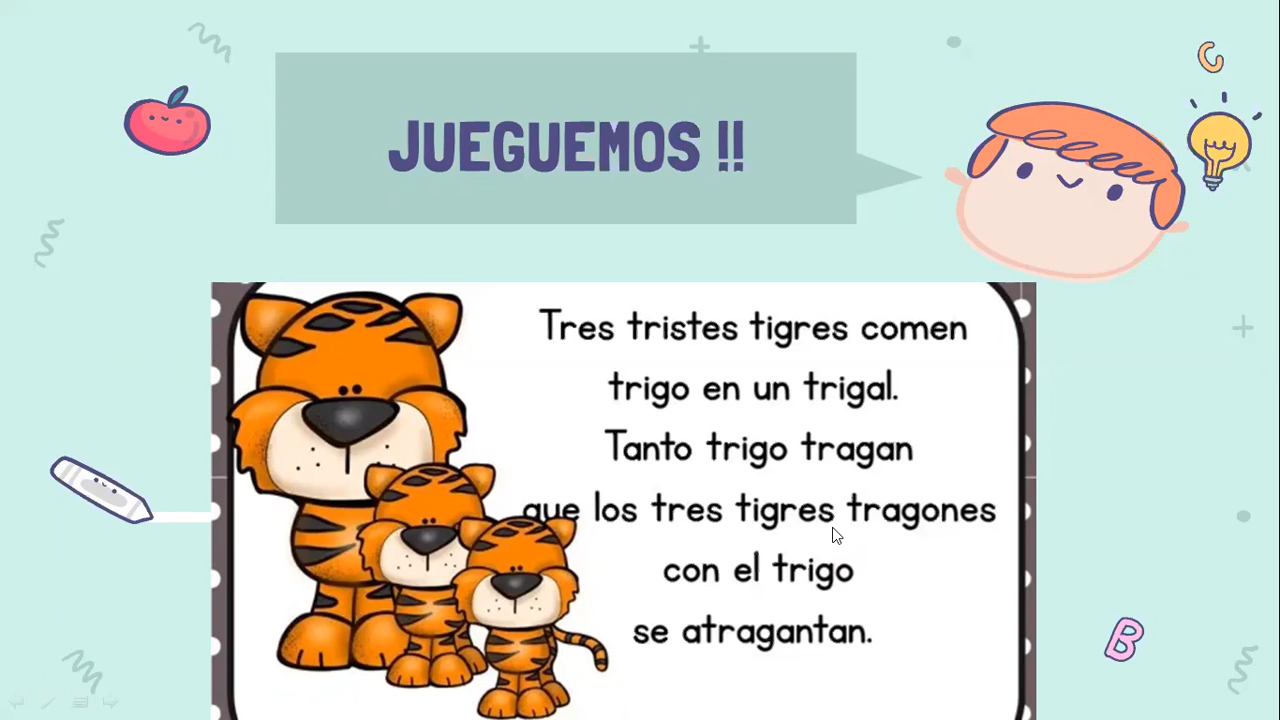 JUEGUEMOS !!
Tres tristes tigres comen
trigo en un trigal.
Tanto trigo tragan
que los tres tigres tragones
con el trigo
se atragantan.
B